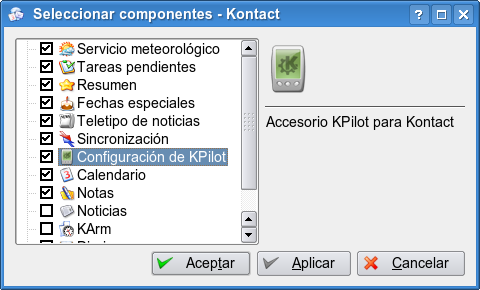 Seleccionar componentes - Kontact
Servicio meteorológico
Tareas pendientes
Resumen
Fechas especiales
Teletipo de noticias
Sincronización
Configuración de KPilot
Calendario
Notas
Noticias
KArm
Accesorio KPilot para Kontact
Aceptar
Aplicar
Cancelar